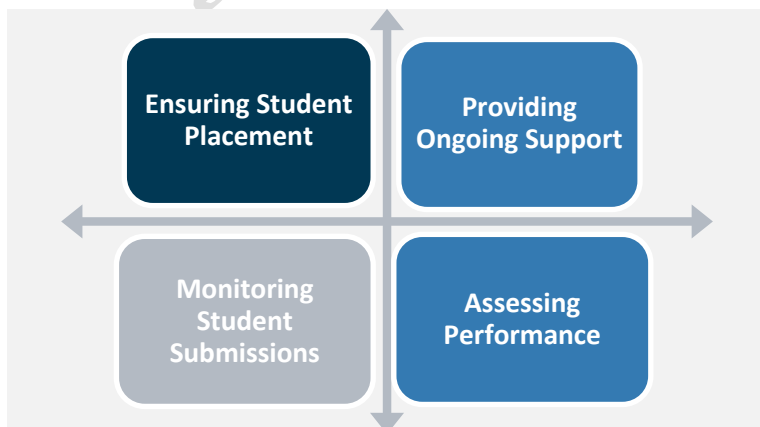 Ensuring Student
Placement
Providing
Ongoing Support
Monitoring
Student
Submissions
Assessing
Performance